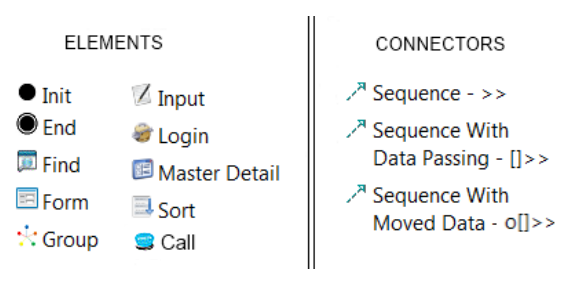 ELEMENTS
Init
End
Find
Form
Group
Input
Login
Master Detail
Sort
Call
CONNECTORS
Sequence - >>
Sequence With
Data Passing - []>>
Sequence With
Moved Data - o[]>>